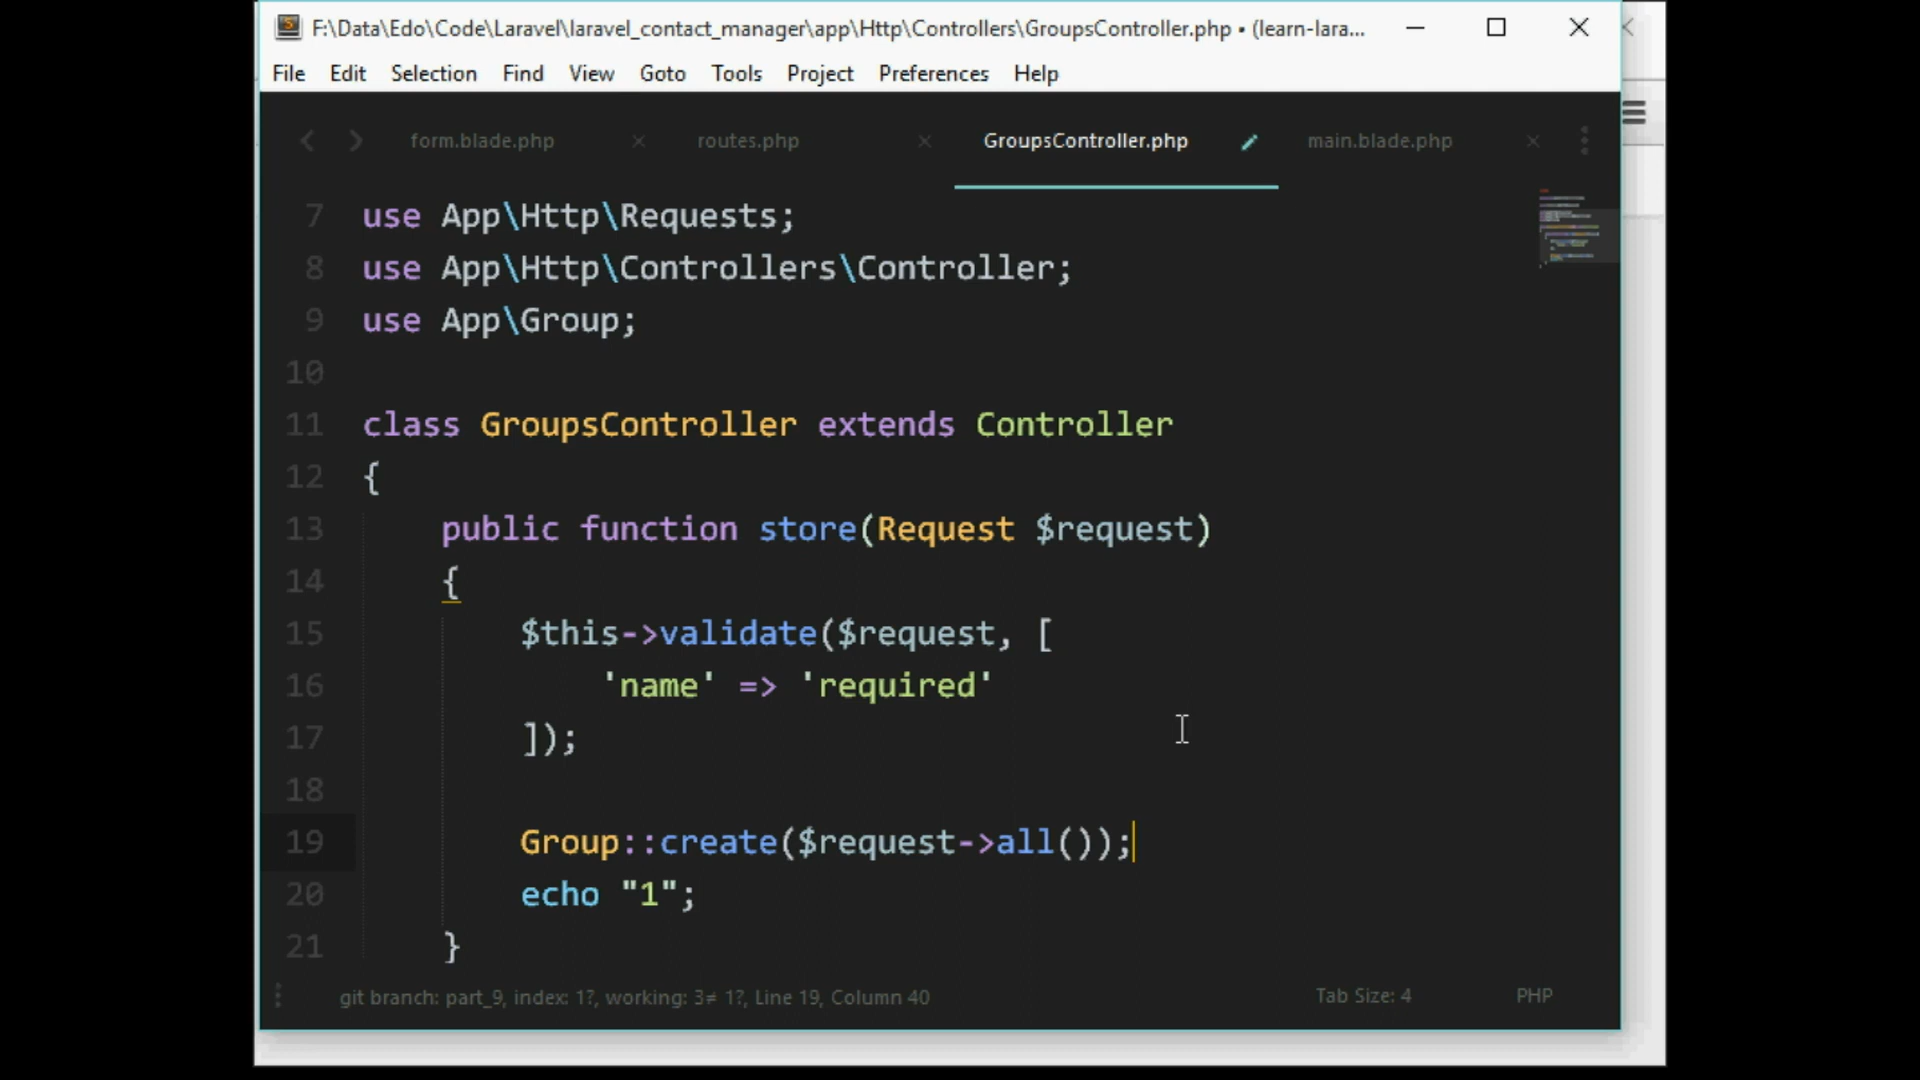 F:\Data\Edo\Code\Laravel\laravel_contact_manager\app\Http\Controllers\GroupsController.php • (learn-lara...
File Edit Selection Find View Goto Tools Project Preferences Help
form.blade.php routes.php GroupsController.php main.blade.php
7 use App\Http\Requests;
8 use App\Http\Controllers\Controller;
9 use App\Group;
10
11 class GroupsController extends Controller
12 {
13 public function store(Request $request)
14 {
15 $this->validate($request, [
16 'name' => 'required'
17 ]);
18
19 Group::create($request->all());
20 echo "1";
21 }
git branch: part_9, index: 1?, working: 3≠ 1?, Line 19, Column 40 Tab Size: 4 PHP